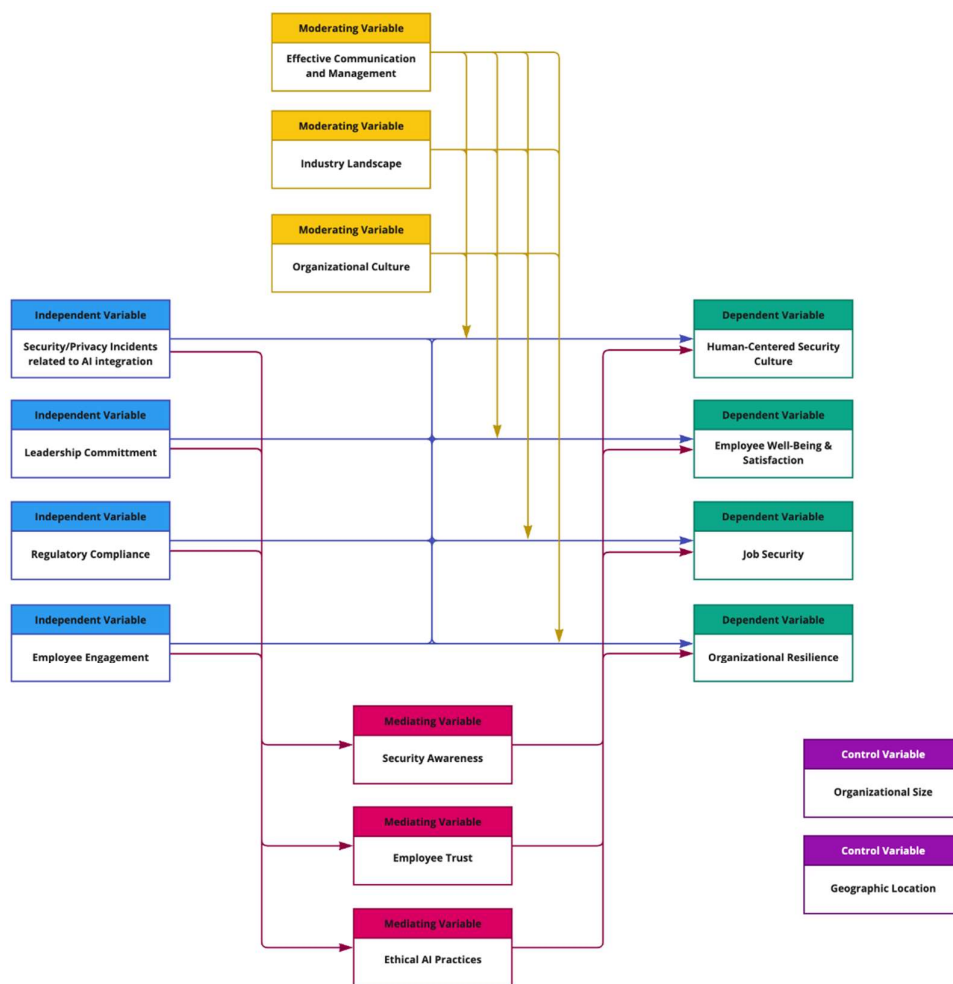 Moderating Variable
Effective Communication
and Management
Moderating Variable
Industry Landscape
Moderating Variable
Organizational Culture
Independent Variable
Security/Privacy Incidents
related to AI integration
Independent Variable
Leadership Committment
Independent Variable
Regulatory Compliance
Independent Variable
Employee Engagement
Dependent Variable
Human-Centered Security
Culture
Dependent Variable
Employee Well-Being &
Satisfaction
Dependent Variable
Job Security
Dependent Variable
Organizational Resilience
Mediating Variable
Security Awareness
Mediating Variable
Employee Trust
Mediating Variable
Ethical AI Practices
Control Variable
Organizational Size
Control Variable
Geographic Location